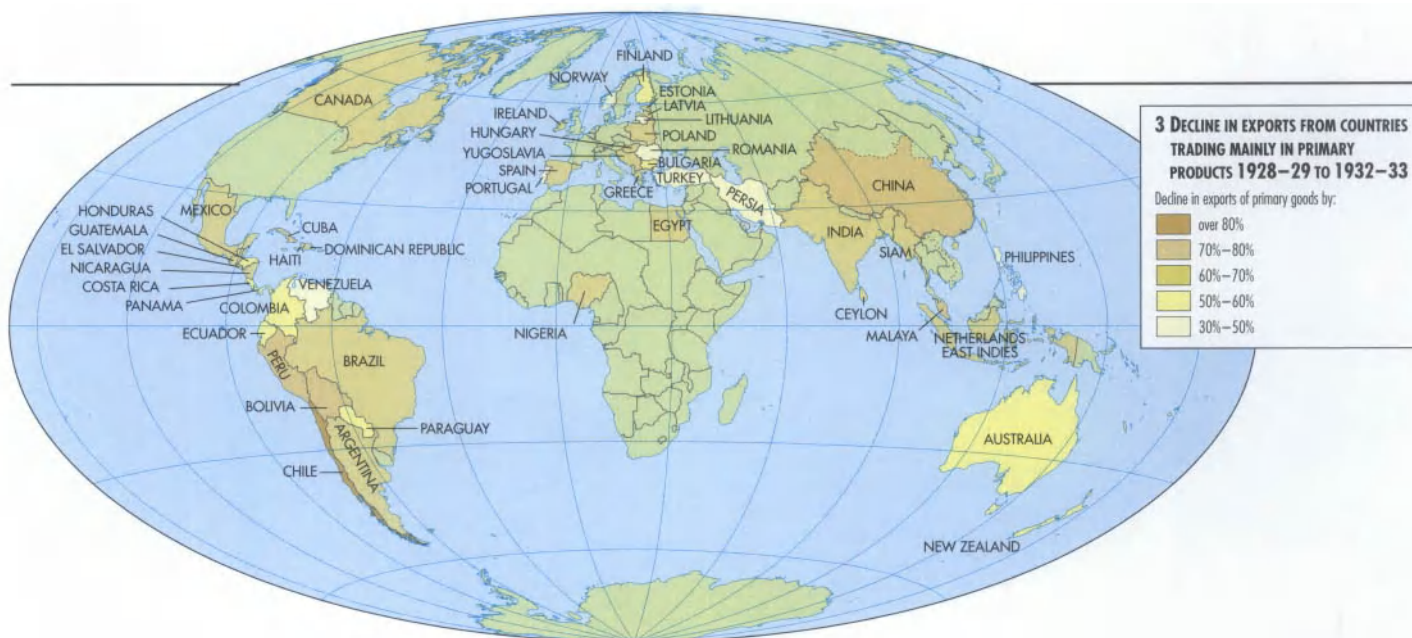 FINLAND
NORWAY
ESTONIA
LATVIA
LITHUANIA
IRELAND
HUNGARY
POLAND
YUGOSLAVIA
ROMANIA
BULGARIA
SPAIN
TURKEY
PORTUGAL
GREECE
PERSIA
CANADA
MEXICO
HONDURAS
GUATEMALA
EL SALVADOR
NICARAGUA
COSTA RICA
PANAMA
CUBA
HAITI
DOMINICAN REPUBLIC
VENEZUELA
COLOMBIA
ECUADOR
PERU
BRAZIL
BOLIVIA
PARAGUAY
CHILE
ARGENTINA
EGYPT
NIGERIA
CHINA
INDIA
SIAM
PHILIPPINES
CEYLON
MALAYA
NETHERLANDS
EAST INDIES
AUSTRALIA
NEW ZEALAND
3 DECLINE IN EXPORTS FROM COUNTRIES
TRADING MAINLY IN PRIMARY
PRODUCTS 1928–29 TO 1932–33
Decline in exports of primary goods by:
over 80%
70%–80%
60%–70%
50%–60%
30%–50%